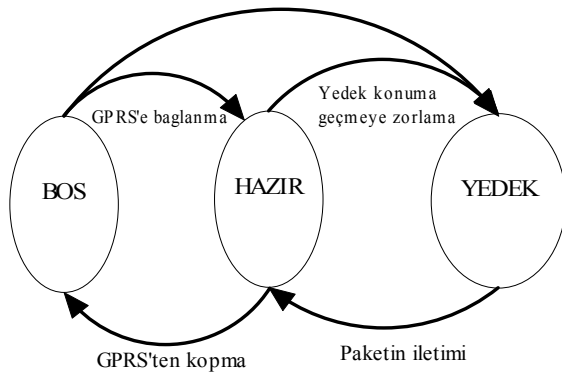 GPRS'e baglanma
Yedek konuma
geçmeye zorlama
BOS
HAZIR
YEDEK
GPRS'ten kopma
Paketin iletimi